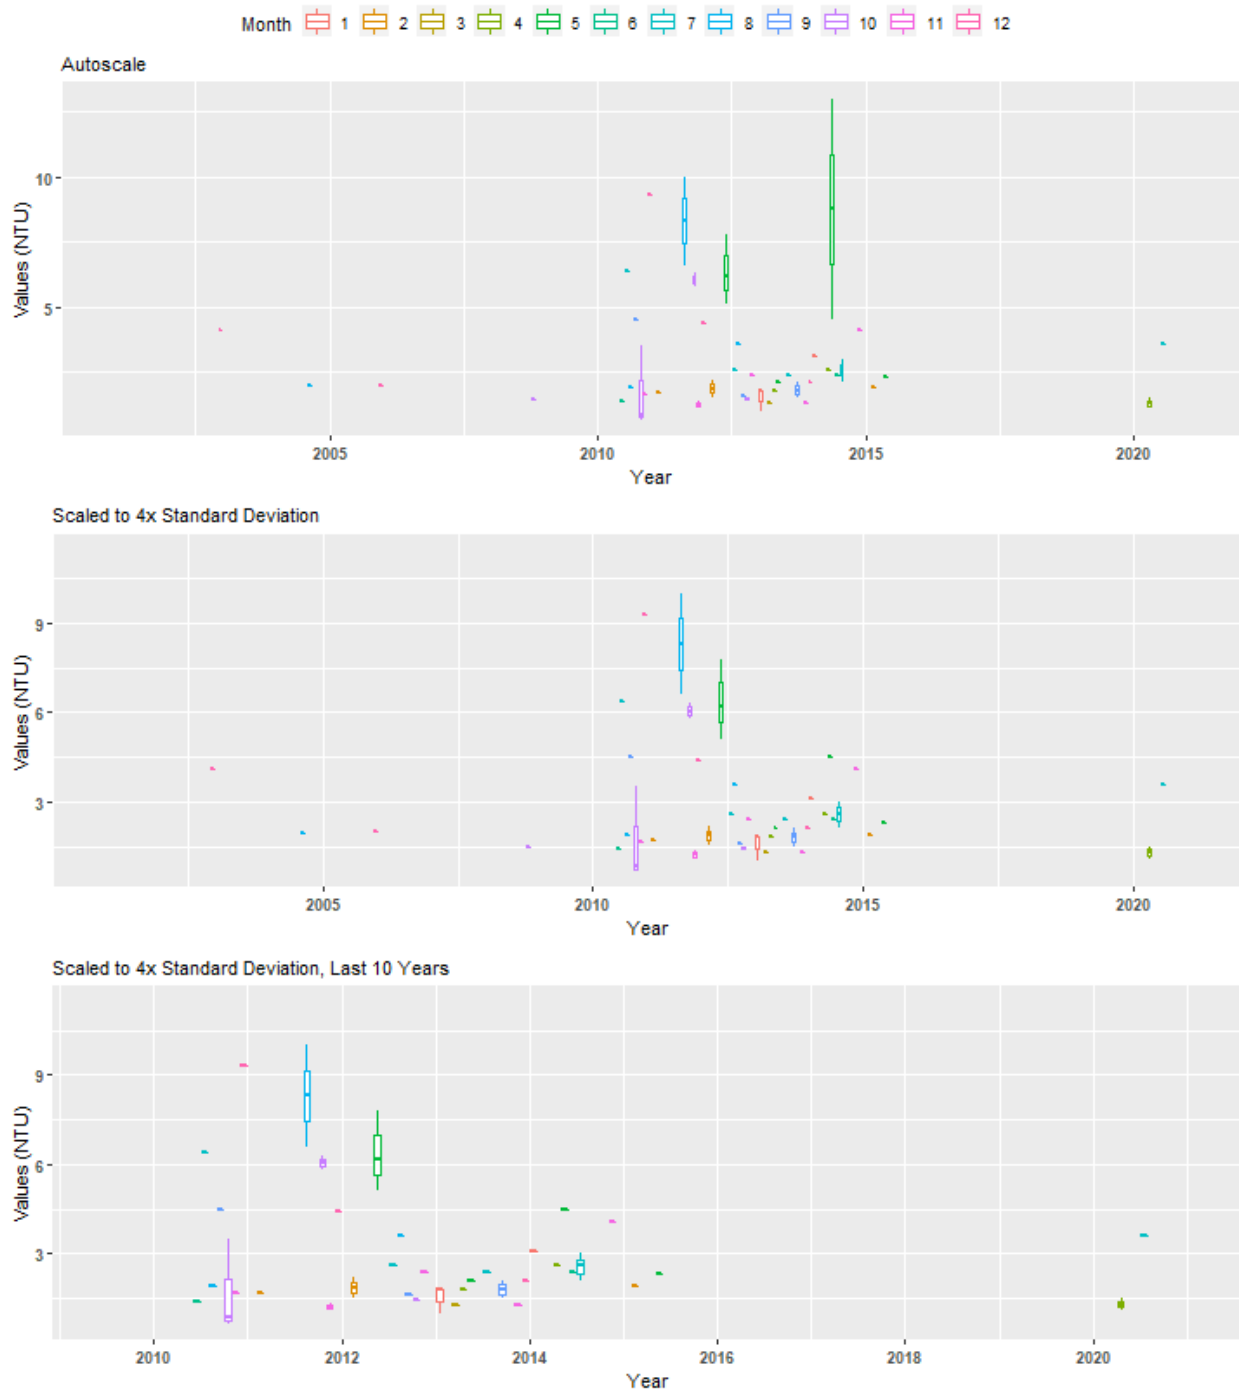 Month 1 2 3 4 5 6 7 8 9 10 11 12
Autoscale
Values (NTU)
10
5
2005 2010 2015 2020
Year
Scaled to 4x Standard Deviation
Values (NTU)
9
6
3
2005 2010 2015 2020
Year
Scaled to 4x Standard Deviation, Last 10 Years
Values (NTU)
9
6
3
2010 2012 2014 2016 2018 2020
Year